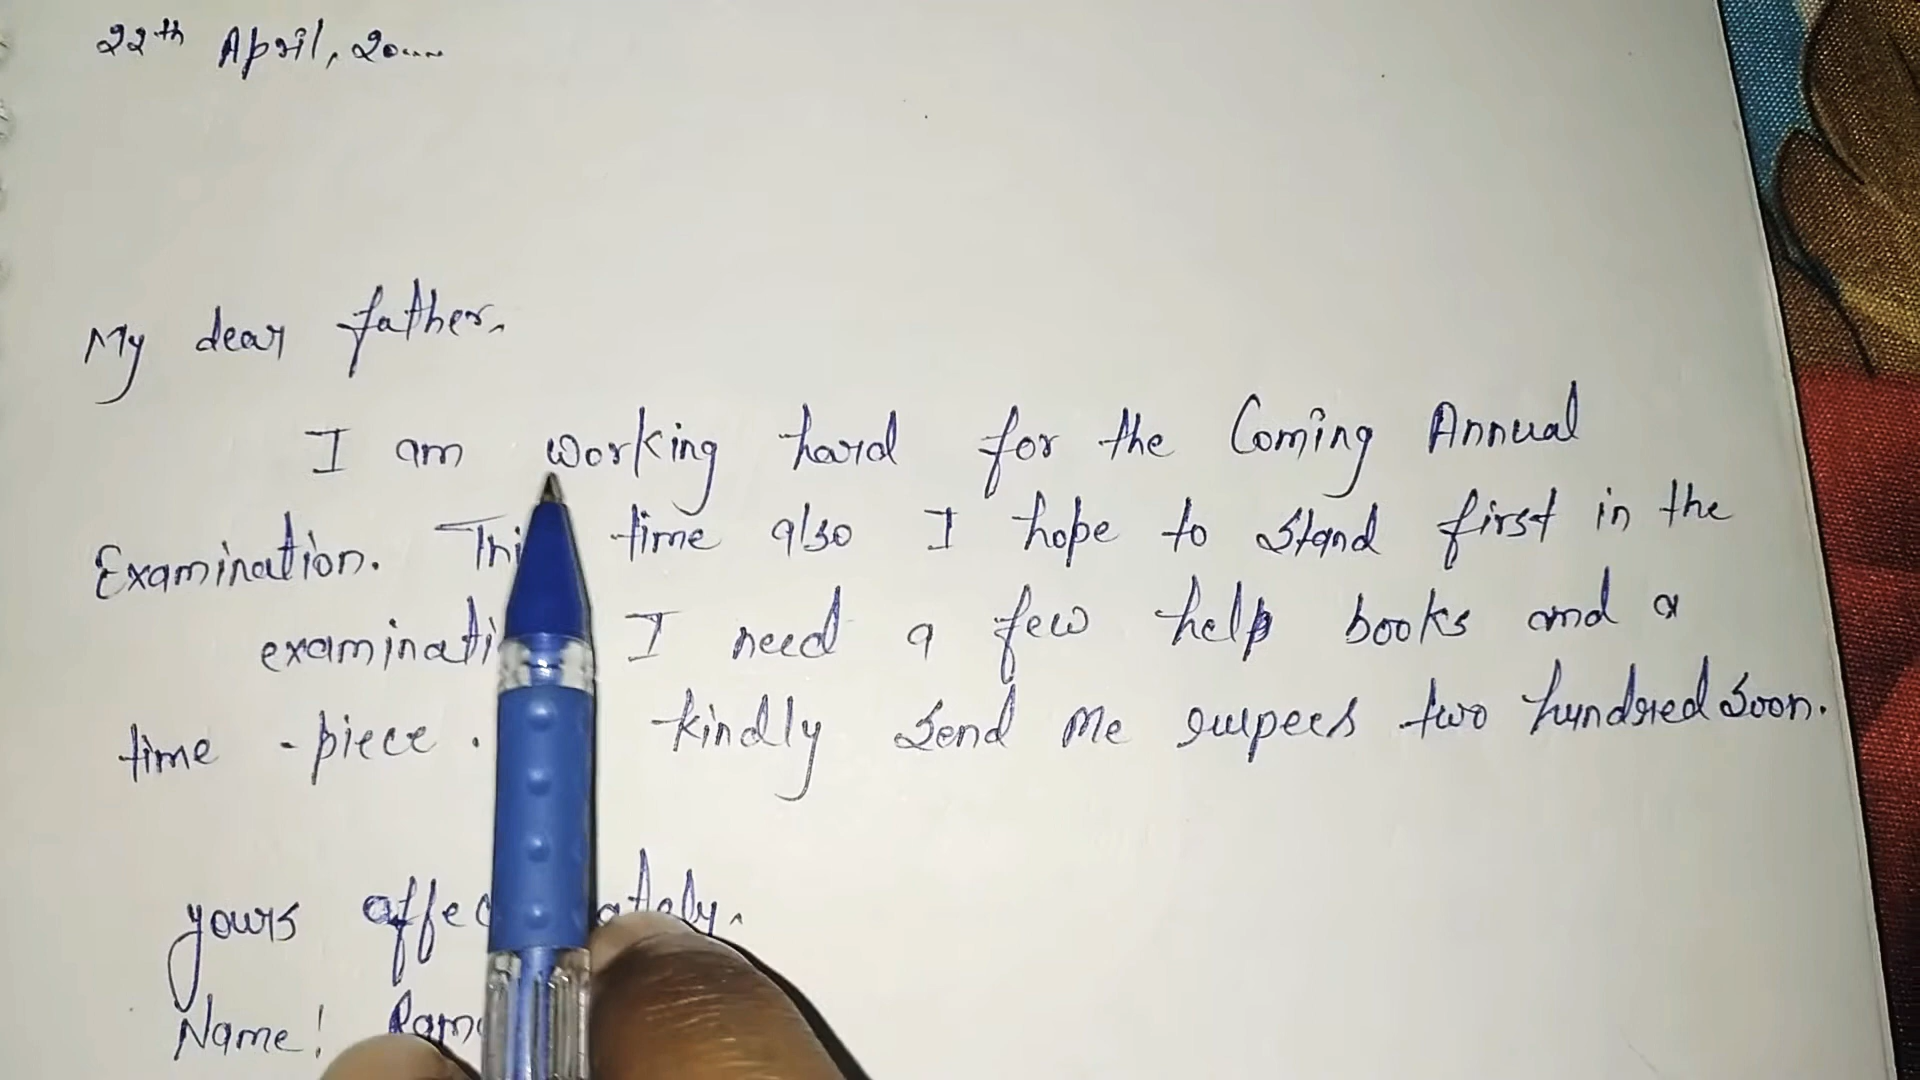 22th April, 20....
My dear father,
I am working hard for the Coming Annual
Examination. This time also I hope to stand first in the
examinati I need a few help books and a
time - piece . kindly send me rupees two hundred soon.
yours affectionately,
Name!